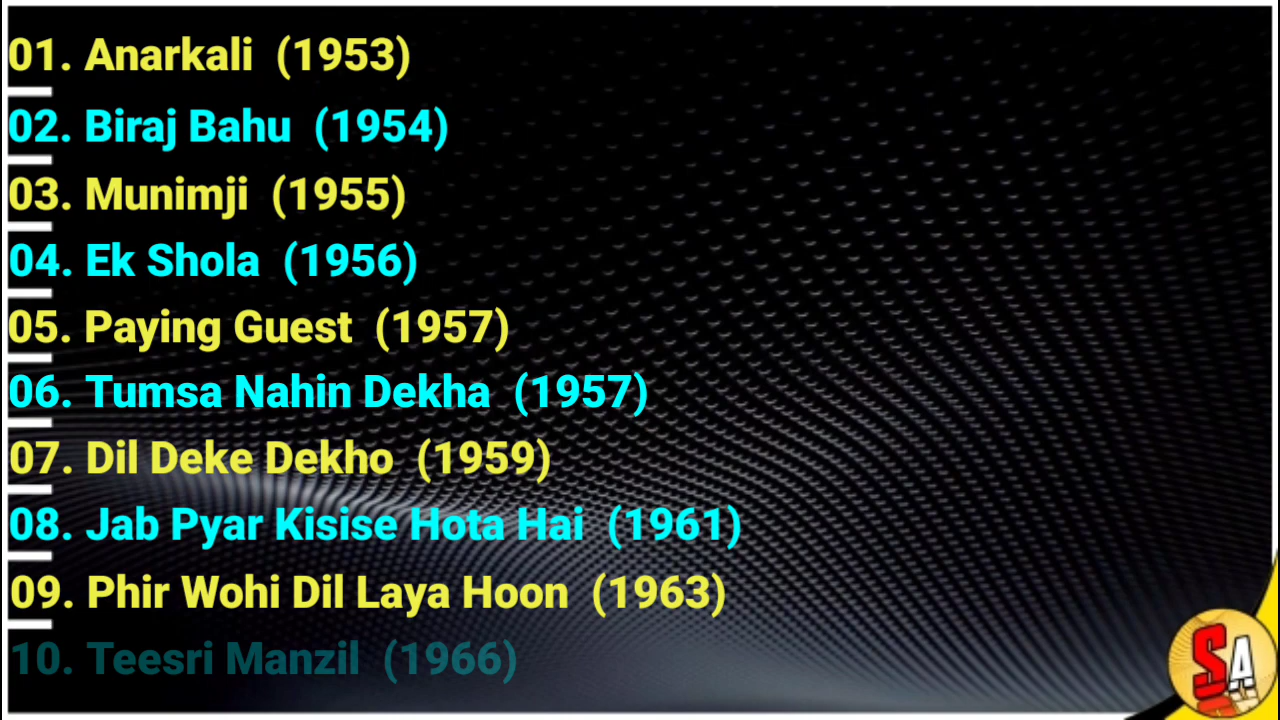 01. Anarkali (1953)
02. Biraj Bahu (1954)
03. Munimji (1955)
04. Ek Shola (1956)
05. Paying Guest (1957)
06. Tumsa Nahin Dekha (1957)
07. Dil Deke Dekho (1959)
08. Jab Pyar Kisise Hota Hai (1961)
09. Phir Wohi Dil Laya Hoon (1963)
10. Teesri Manzil (1966)
SA